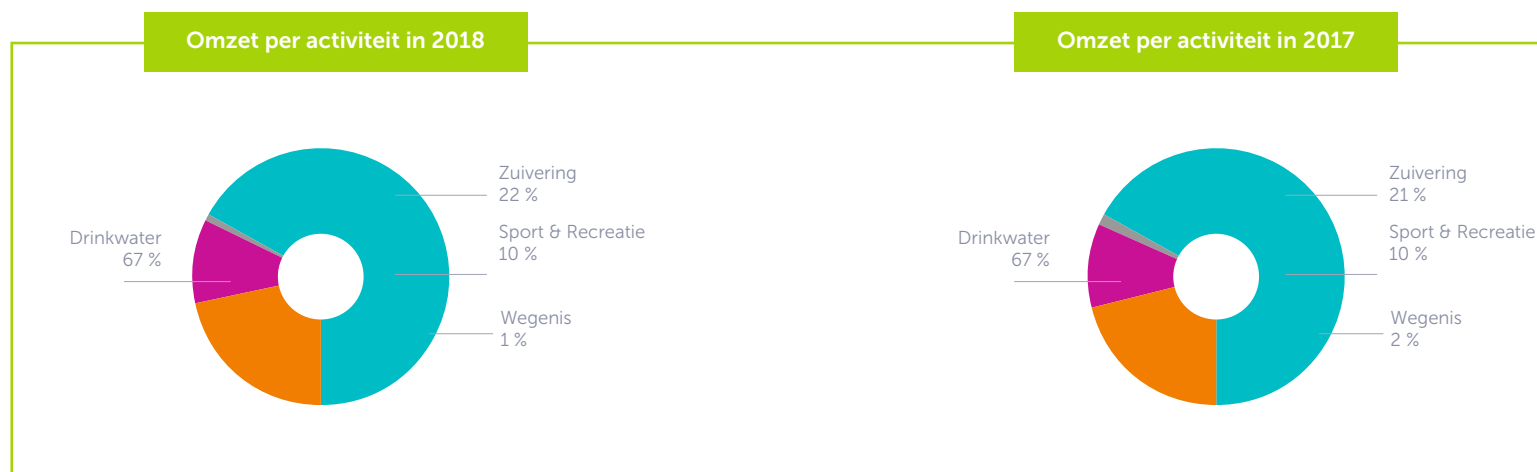 Omzet per activiteit in 2018
Zuivering
22 %
Drinkwater
67 %
Sport & Recreatie
10 %
Wegenis
1 %
Omzet per activiteit in 2017
Zuivering
21 %
Drinkwater
67 %
Sport & Recreatie
10 %
Wegenis
2 %